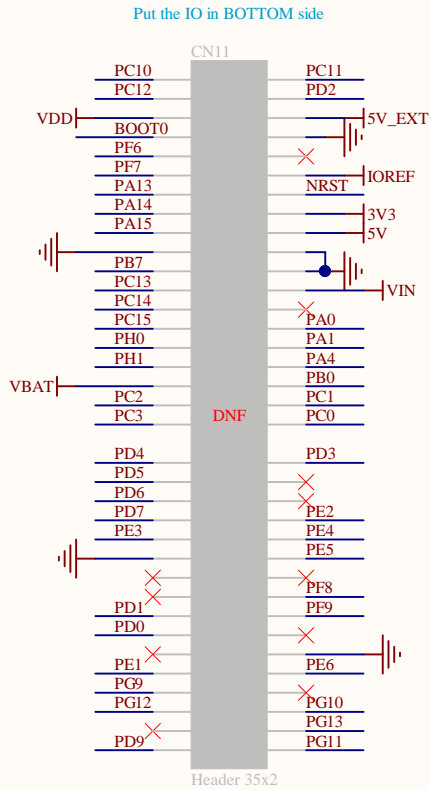 Put the IO in BOTTOM side
CN11
PC10 PC11
PC12 PD2
VDD 5V_EXT
BOOT0
PF6
PF7 IOREF
PA13 NRST
PA14 3V3
PA15 5V
PB7
PC13 VIN
PC14
PC15 PA0
PH0 PA1
PH1 PA4
VBAT PB0
PC2 PC1
PC3 DNF PC0
PD4 PD3
PD5
PD6
PD7 PE2
PE3 PE4
PE5
PF8
PD1 PF9
PD0
PE1 PE6
PG9
PG12 PG10
PG13
PD9 PG11
Header 35x2